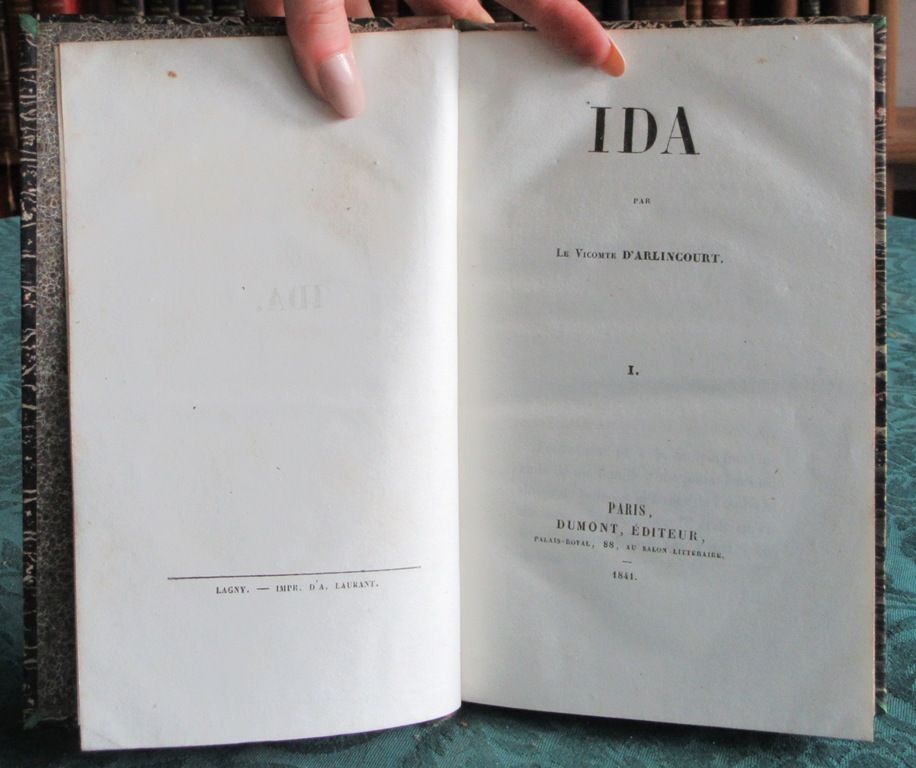 LAGNY. — IMPR. D'A. LAURANT.
IDA
PAR
LE VICOMTE D'ARLINCOURT.
I.
PARIS,
DUMONT, ÉDITEUR,
PALAIS-ROYAL, 88, AU SALON LITTÉRAIRE.
—
1841.